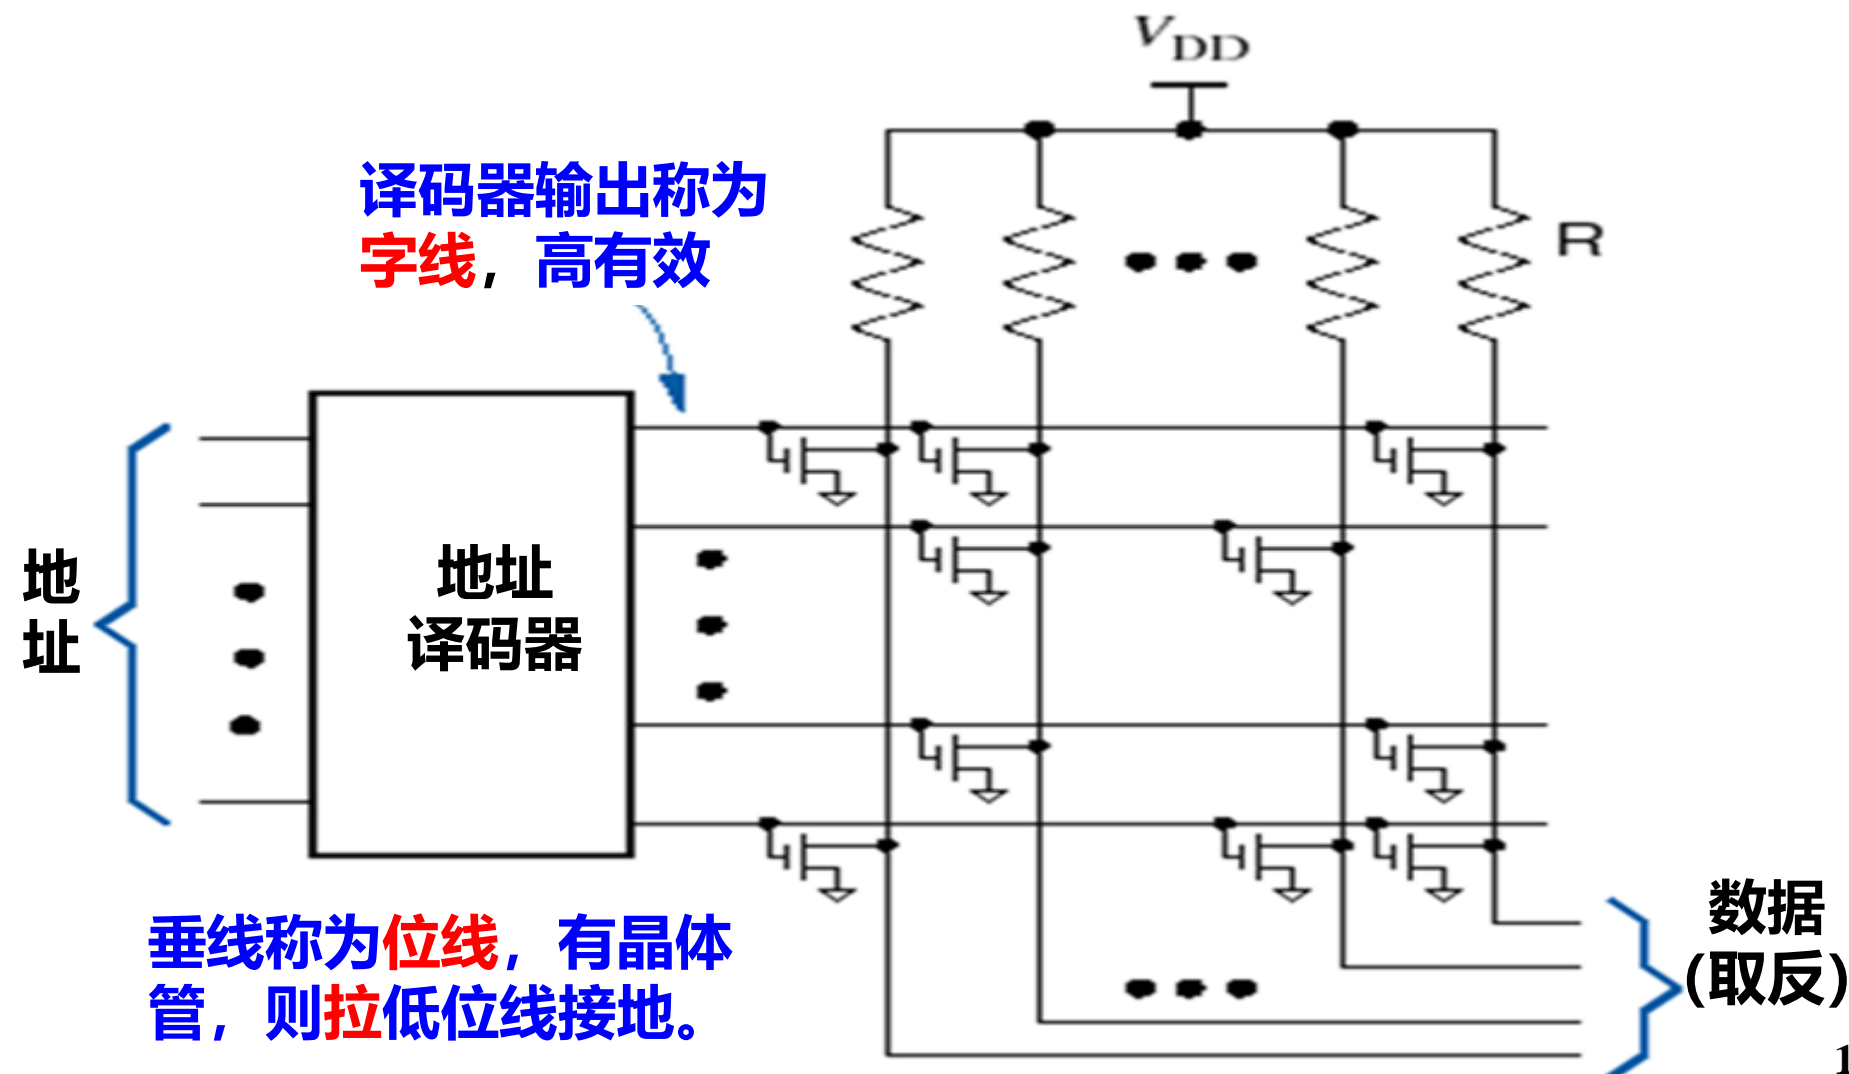 V_DD
译码器输出称为
字线，高有效
R
地
址
地址
译码器
垂线称为位线，有晶体
管，则拉低位线接地。
数据
(取反)
1